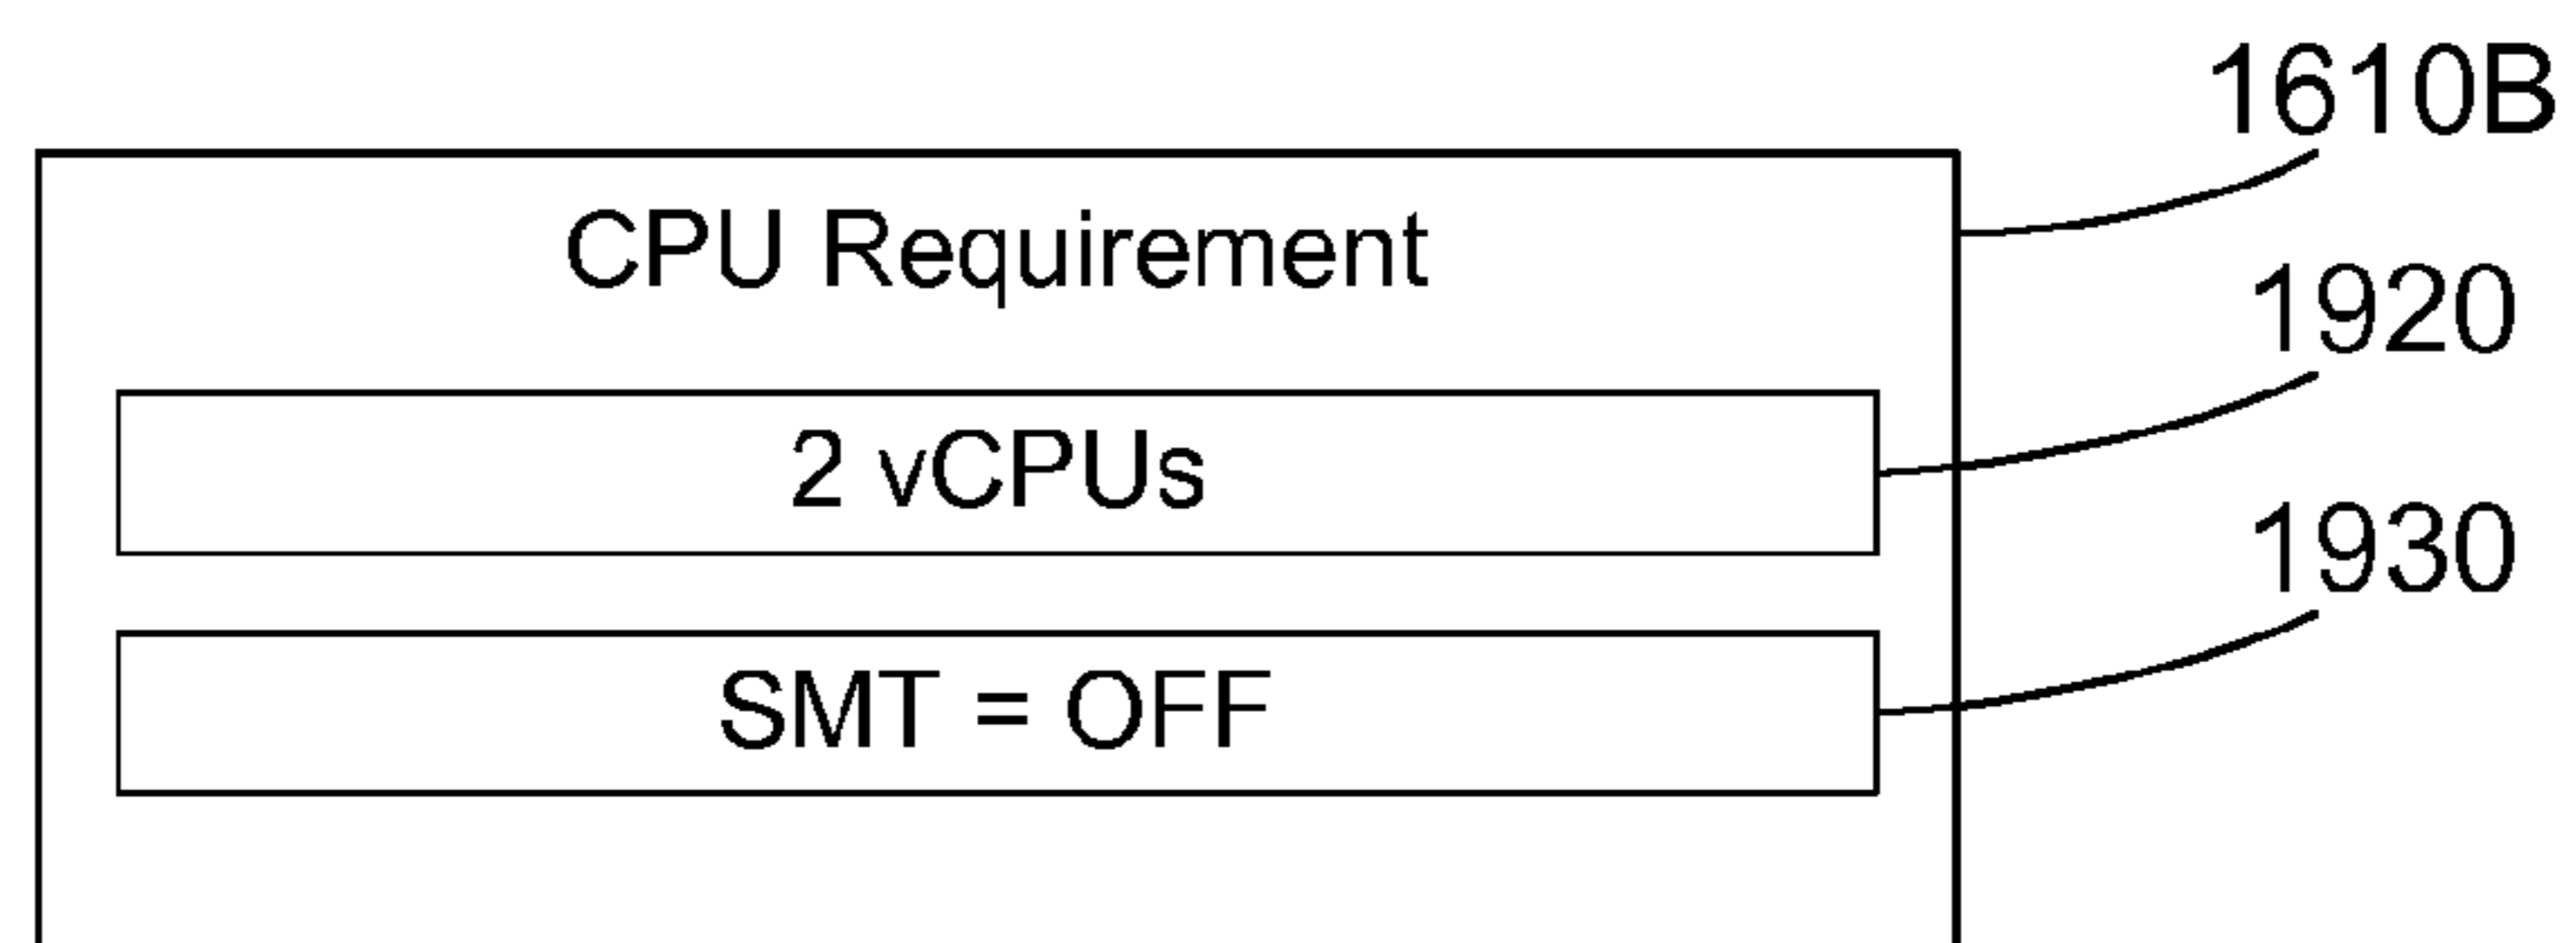 1610B
CPU Requirement
1920
2 vCPUs
1930
SMT = OFF